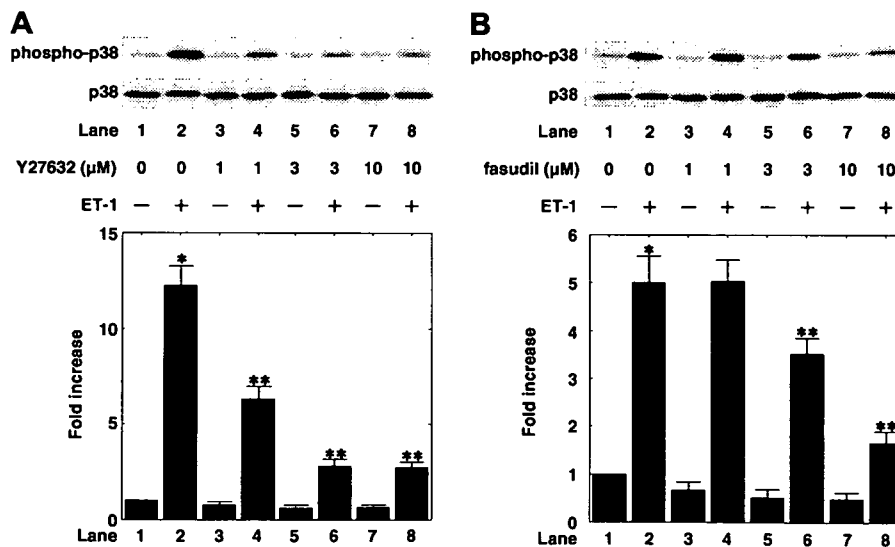 A
phospho-p38
p38
Lane 1 2 3 4 5 6 7 8
Y27632 (μM) 0 0 1 1 3 3 10 10
ET-1 − + − + − + − +
15
10
5
0
Fold increase
* ** ** **
Lane 1 2 3 4 5 6 7 8
B
phospho-p38
p38
Lane 1 2 3 4 5 6 7 8
fasudil (μM) 0 0 1 1 3 3 10 10
ET-1 − + − + − + − +
6
5
4
3
2
1
0
Fold increase
* ** **
Lane 1 2 3 4 5 6 7 8